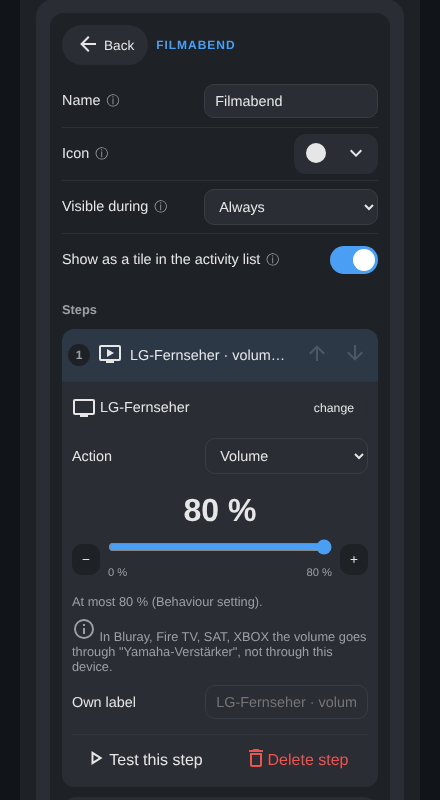 Back FILMABEND
Name ⓘ Filmabend
Icon ⓘ
Visible during ⓘ Always
Show as a tile in the activity list ⓘ
Steps
1 LG-Fernseher · volum…
LG-Fernseher change
Action Volume
80 %
− +
0 % 80 %
At most 80 % (Behaviour setting).
In Bluray, Fire TV, SAT, XBOX the volume goes
through "Yamaha-Verstärker", not through this
device.
Own label LG-Fernseher · volum
Test this step Delete step